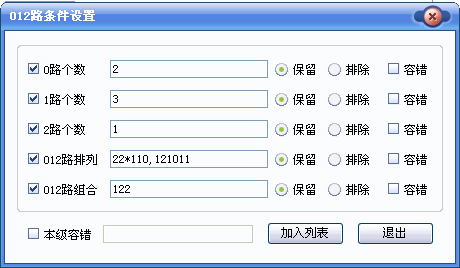 012路条件设置
0路个数 2 保留 排除 容错
1路个数 3 保留 排除 容错
2路个数 1 保留 排除 容错
012路排列 22*110,121011 保留 排除 容错
012路组合 122 保留 排除 容错
本级容错 加入列表 退出